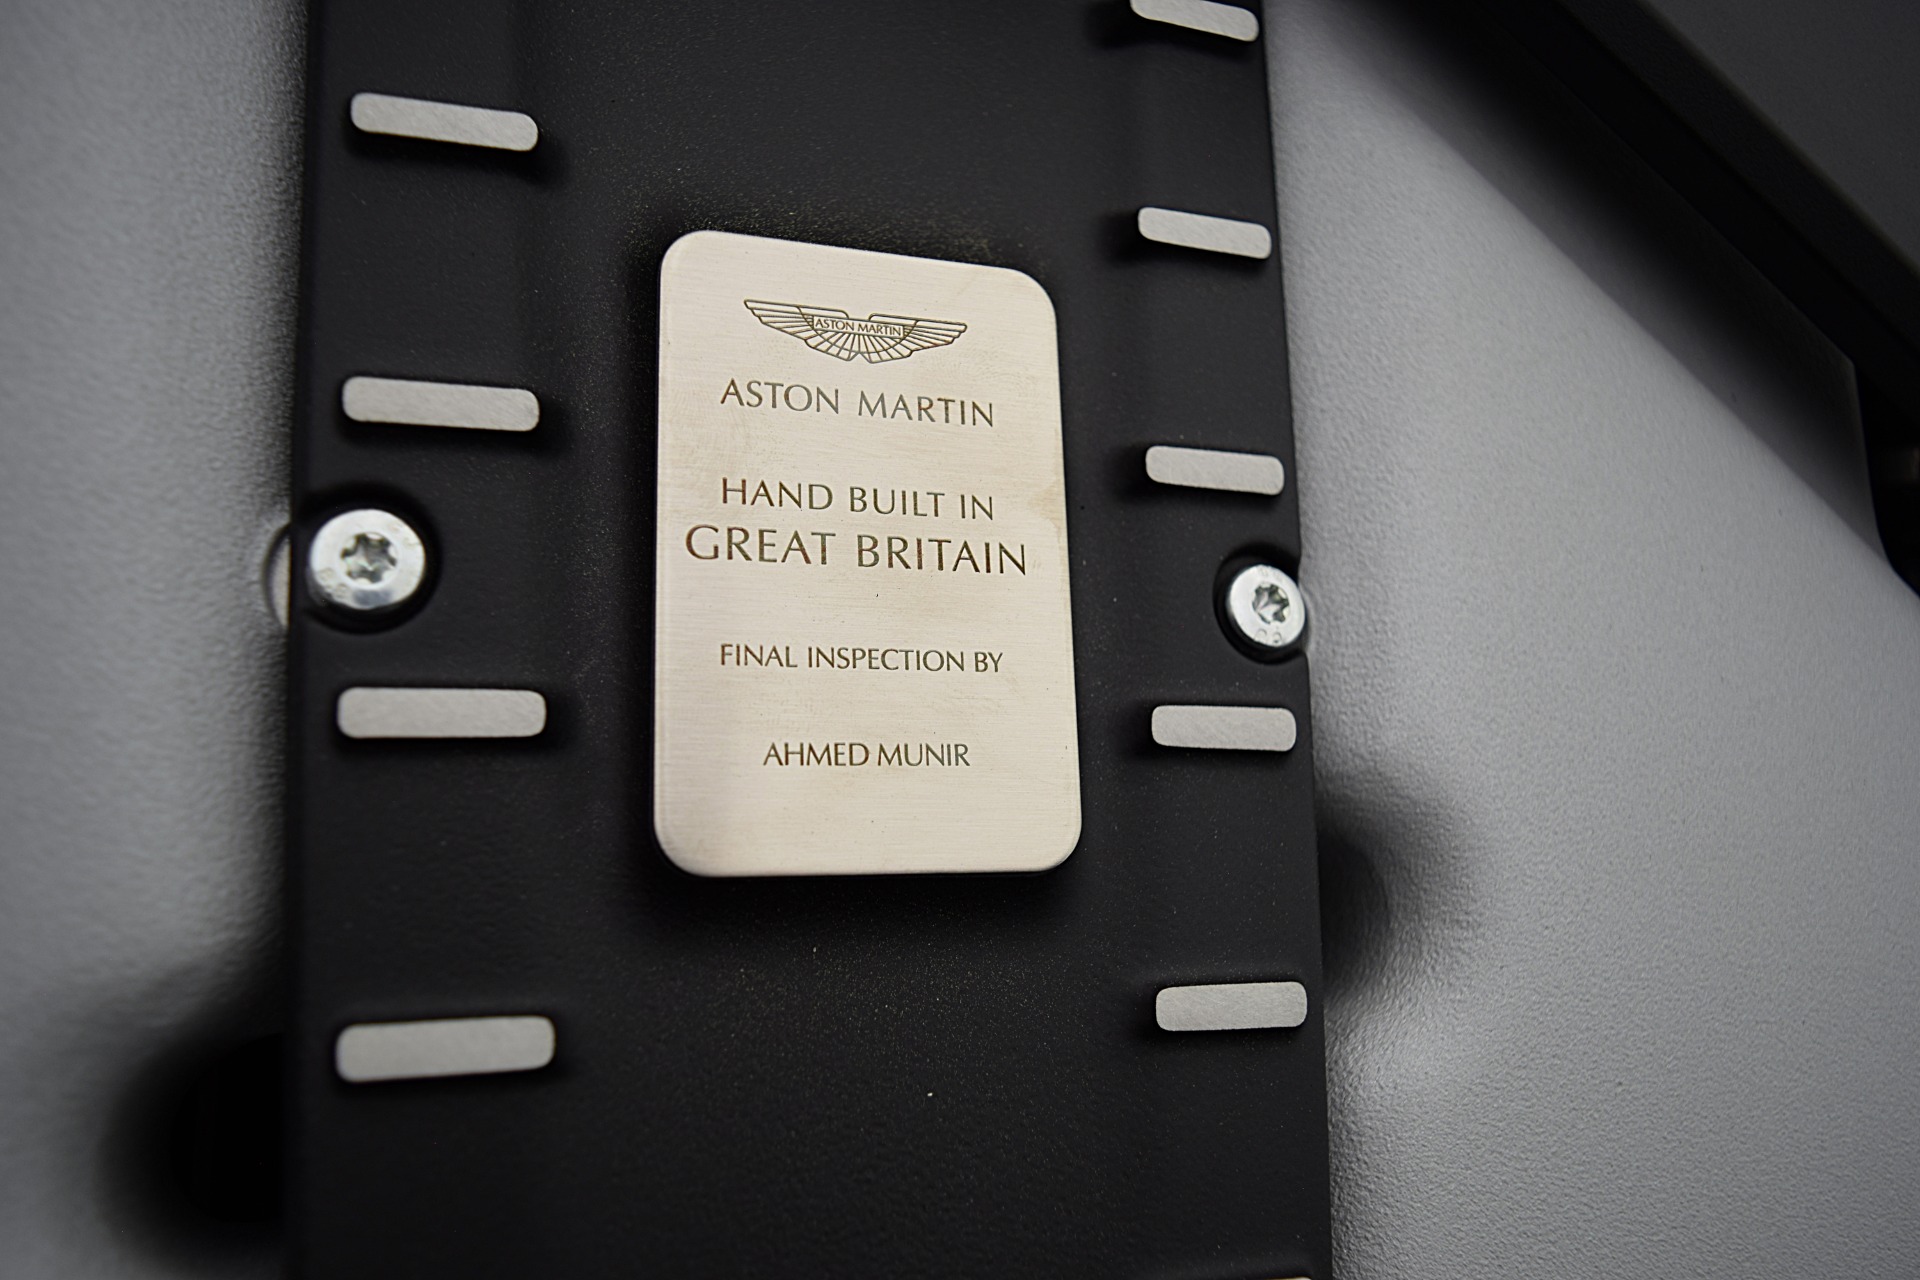 ASTON MARTIN
ASTON MARTIN
HAND BUILT IN
GREAT BRITAIN
FINAL INSPECTION BY
AHMED MUNIR